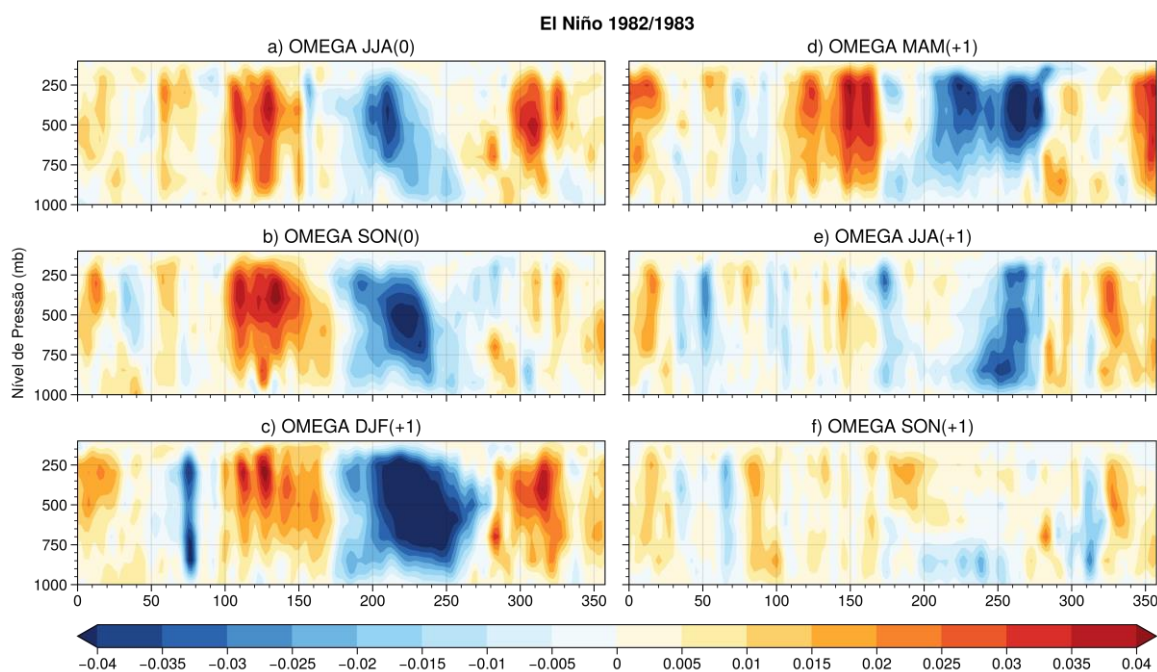 El Niño 1982/1983
a) OMEGA JJA(0)
250
500
750
1000
d) OMEGA MAM(+1)
Nível de Pressão (mb)
b) OMEGA SON(0)
250
500
750
1000
e) OMEGA JJA(+1)
c) OMEGA DJF(+1)
250
500
750
1000
0 50 100 150 200 250 300 350
f) OMEGA SON(+1)
0 50 100 150 200 250 300 350
−0.04 −0.035 −0.03 −0.025 −0.02 −0.015 −0.01 −0.005 0 0.005 0.01 0.015 0.02 0.025 0.03 0.035 0.04